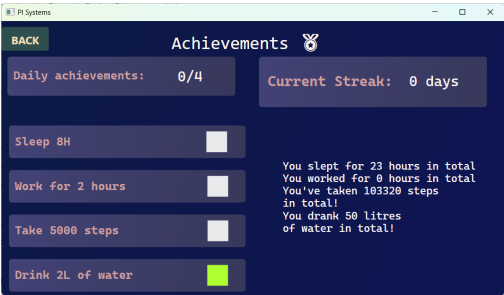 PI Systems
BACK
Achievements
Daily achievements: 0/4
Current Streak: 0 days
Sleep 8H
Work for 2 hours
Take 5000 steps
Drink 2L of water
You slept for 23 hours in total
You worked for 0 hours in total
You've taken 103320 steps
in total!
You drank 50 litres
of water in total!